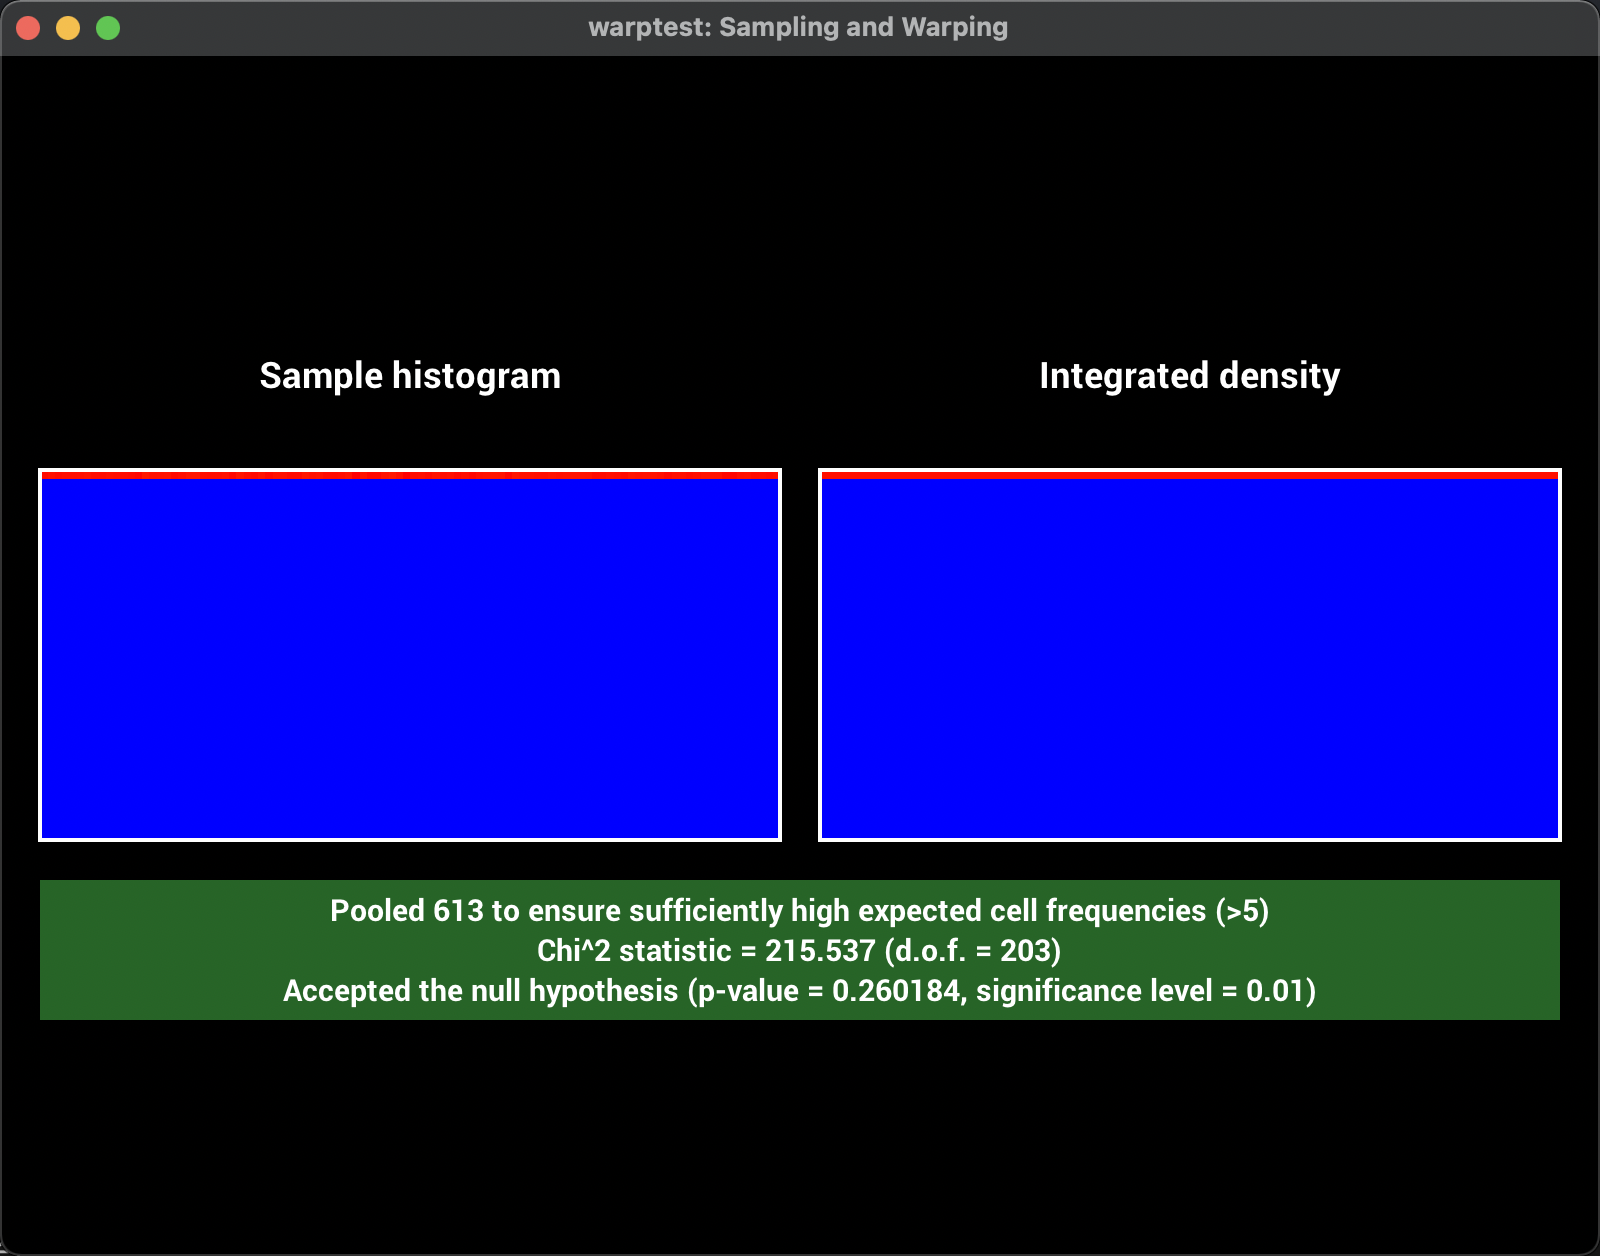 warptest: Sampling and Warping
Sample histogram
Integrated density
Pooled 613 to ensure sufficiently high expected cell frequencies (>5)
Chi^2 statistic = 215.537 (d.o.f. = 203)
Accepted the null hypothesis (p-value = 0.260184, significance level = 0.01)